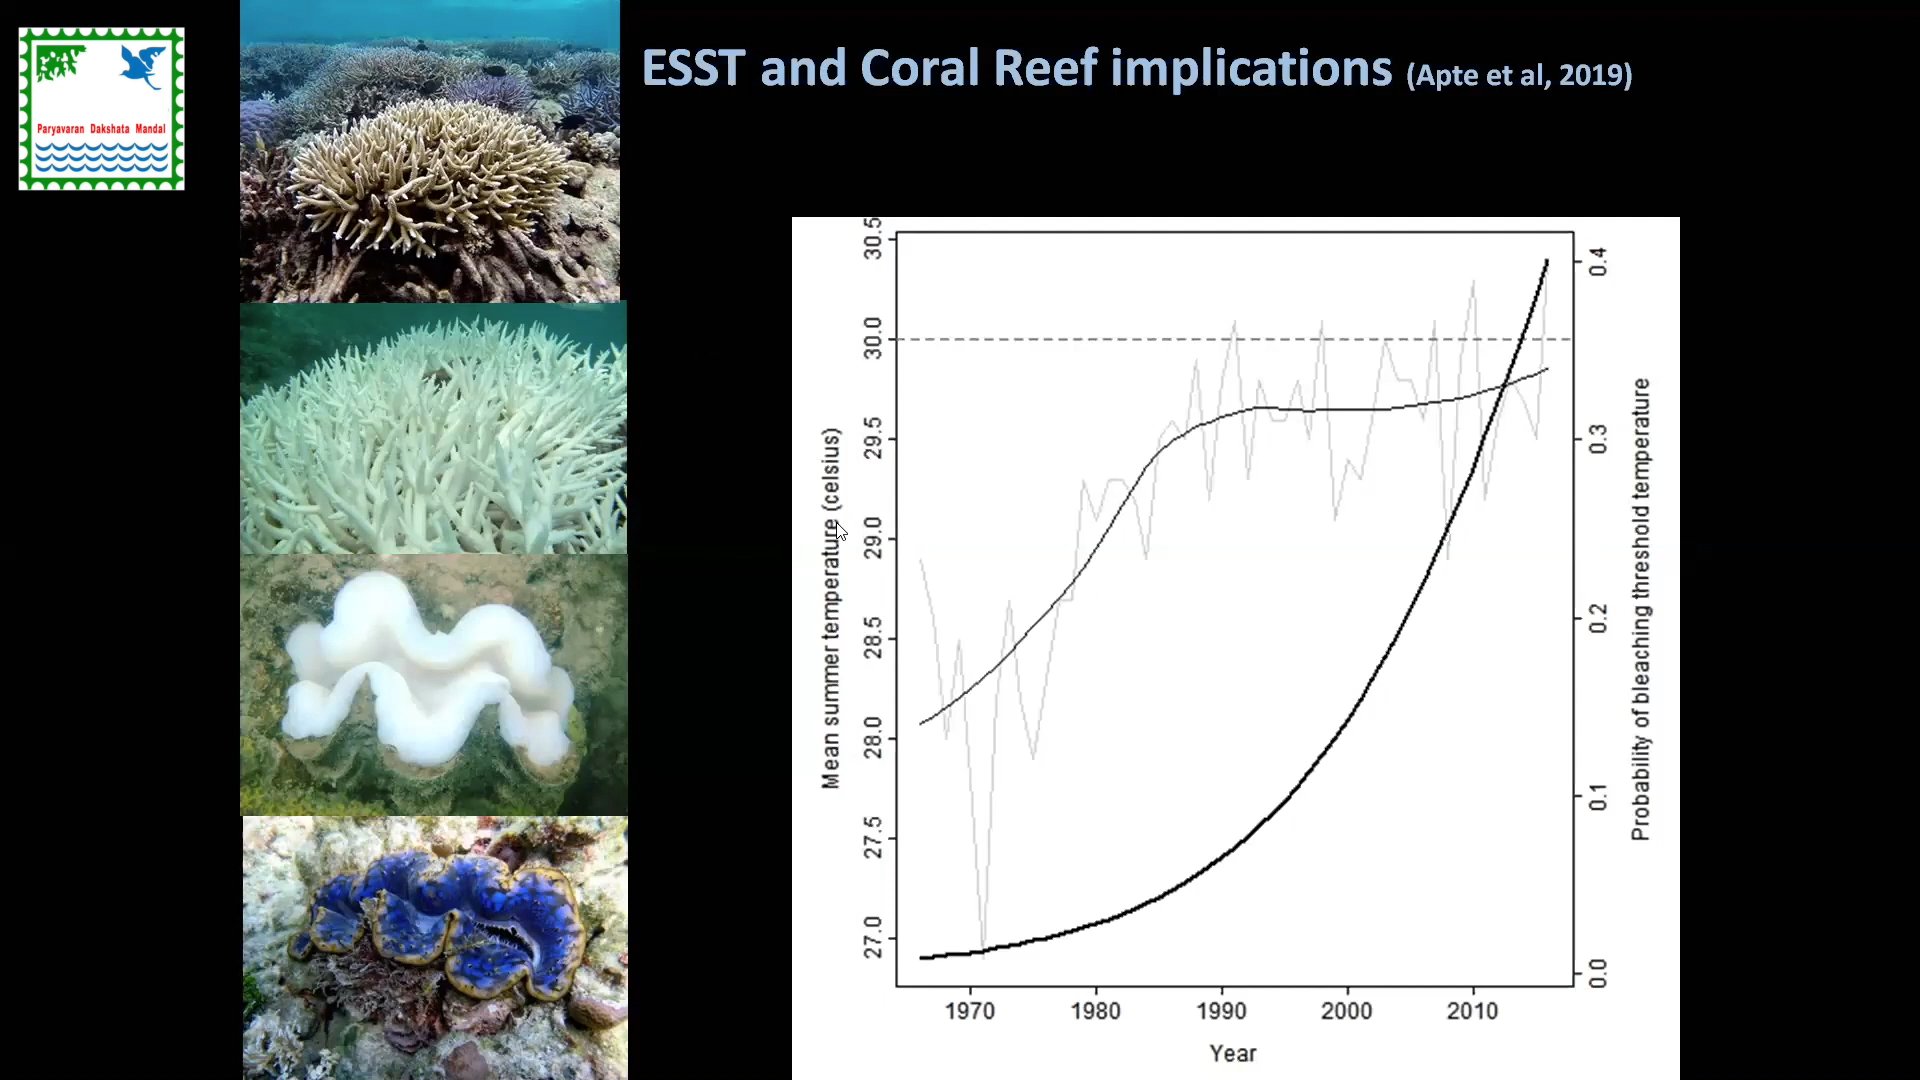 Paryavaran Dakshata Mandal
ESST and Coral Reef implications (Apte et al, 2019)
Mean summer temperature (celsius)
30.5
30.0
29.5
29.0
28.5
28.0
27.5
27.0
0.4
0.3
0.2
0.1
0.0
Probability of bleaching threshold temperature
1970 1980 1990 2000 2010
Year